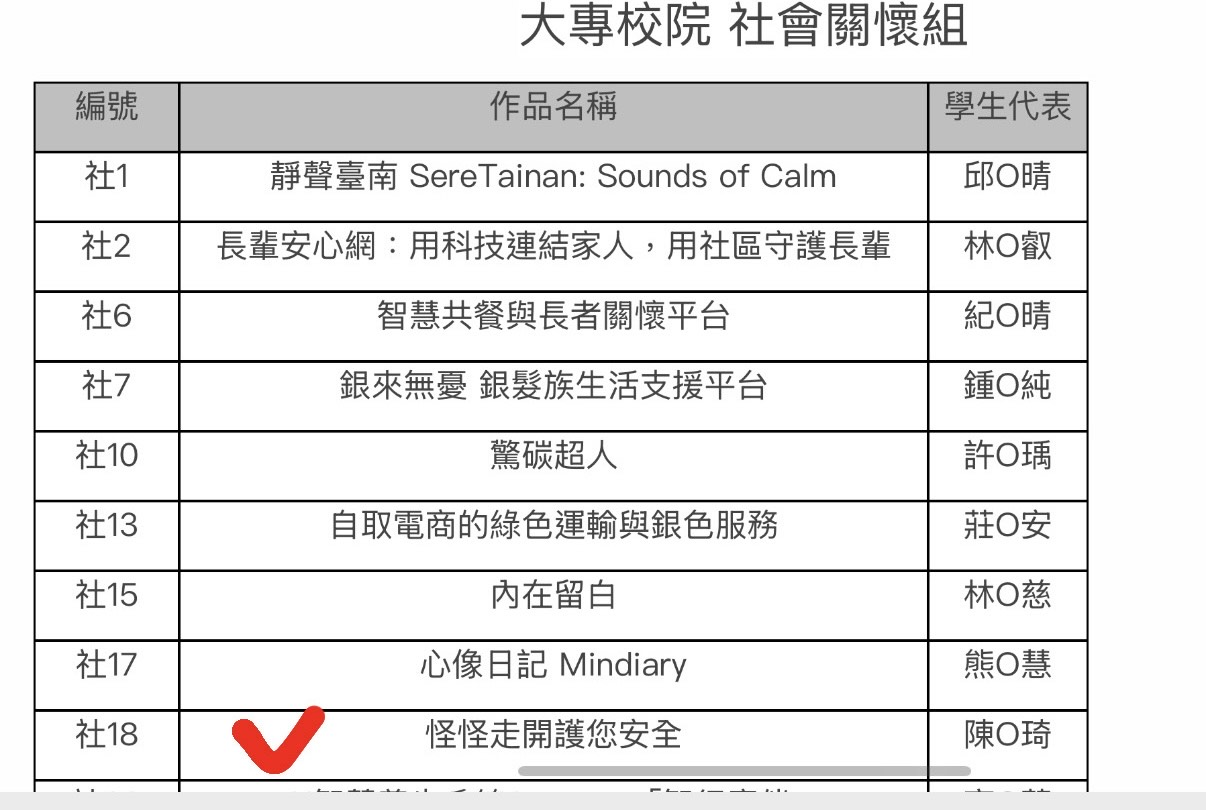 大專校院 社會關懷組
編號 作品名稱 學生代表
社1 靜聲臺南 SereTainan: Sounds of Calm 邱O晴
社2 長輩安心網：用科技連結家人，用社區守護長輩 林O叡
社6 智慧共餐與長者關懷平台 紀O晴
社7 銀來無憂 銀髮族生活支援平台 鍾O純
社10 驚碳超人 許O瑀
社13 自取電商的綠色運輸與銀色服務 莊O安
社15 內在留白 林O慈
社17 心像日記 Mindiary 熊O慧
社18 怪怪走開護您安全 陳O琦